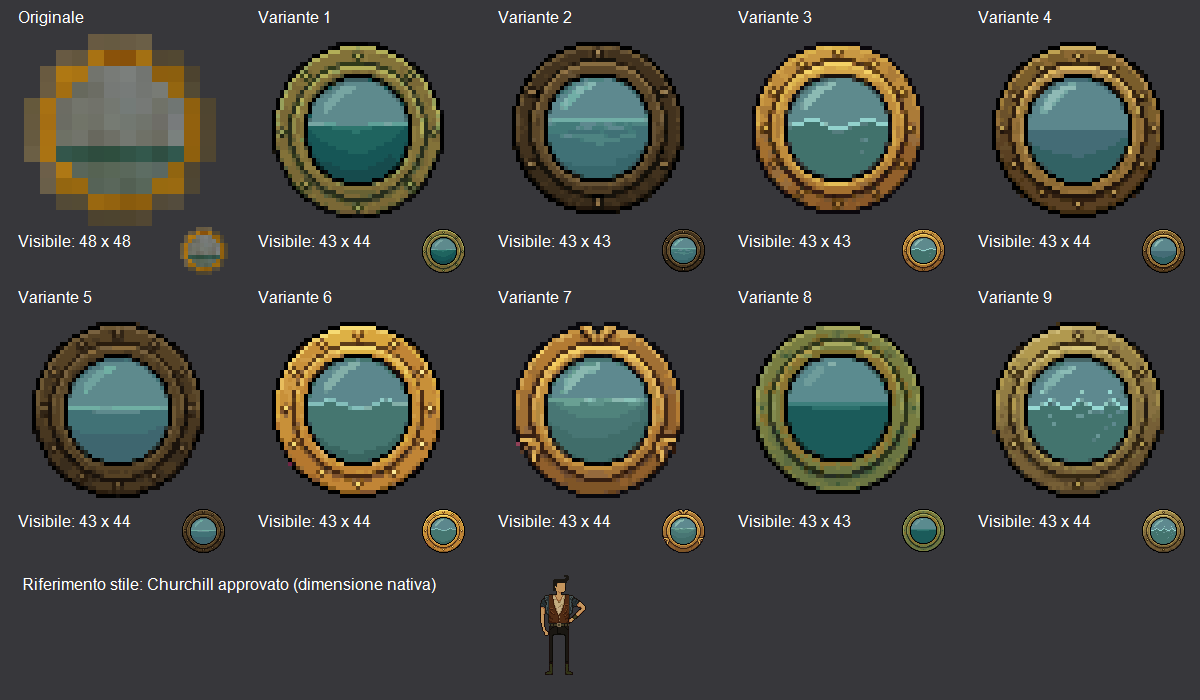 Originale
Variante 1
Variante 2
Variante 3
Variante 4
Visibile: 48 x 48
Visibile: 43 x 44
Visibile: 43 x 43
Visibile: 43 x 43
Visibile: 43 x 44
Variante 5
Variante 6
Variante 7
Variante 8
Variante 9
Visibile: 43 x 44
Visibile: 43 x 44
Visibile: 43 x 44
Visibile: 43 x 43
Visibile: 43 x 44
Riferimento stile: Churchill approvato (dimensione nativa)